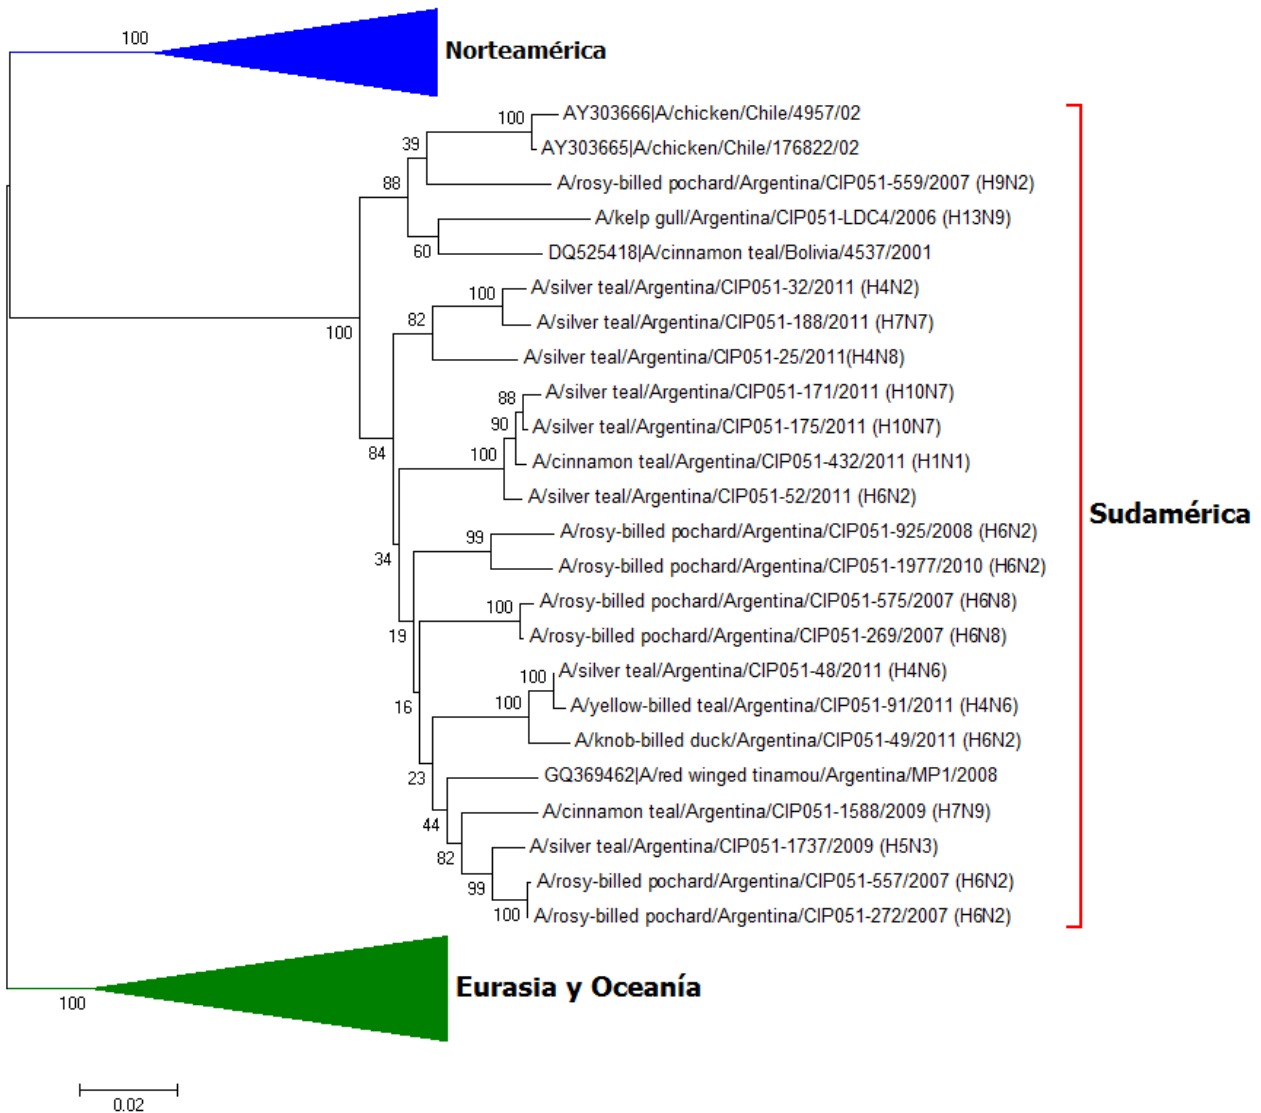 100
Norteamérica
100
AY303666|A/chicken/Chile/4957/02
39
AY303665|A/chicken/Chile/176822/02
88
A/rosy-billed pochard/Argentina/CIP051-559/2007 (H9N2)
A/kelp gull/Argentina/CIP051-LDC4/2006 (H13N9)
60
DQ525418|A/cinnamon teal/Bolivia/4537/2001
100
A/silver teal/Argentina/CIP051-32/2011 (H4N2)
100
82
A/silver teal/Argentina/CIP051-188/2011 (H7N7)
A/silver teal/Argentina/CIP051-25/2011(H4N8)
88
A/silver teal/Argentina/CIP051-171/2011 (H10N7)
90
A/silver teal/Argentina/CIP051-175/2011 (H10N7)
84
100
A/cinnamon teal/Argentina/CIP051-432/2011 (H1N1)
A/silver teal/Argentina/CIP051-52/2011 (H6N2)
Sudamérica
99
A/rosy-billed pochard/Argentina/CIP051-925/2008 (H6N2)
34
A/rosy-billed pochard/Argentina/CIP051-1977/2010 (H6N2)
100
A/rosy-billed pochard/Argentina/CIP051-575/2007 (H6N8)
19
A/rosy-billed pochard/Argentina/CIP051-269/2007 (H6N8)
100
A/silver teal/Argentina/CIP051-48/2011 (H4N6)
16
100
A/yellow-billed teal/Argentina/CIP051-91/2011 (H4N6)
A/knob-billed duck/Argentina/CIP051-49/2011 (H6N2)
23
GQ369462|A/red winged tinamou/Argentina/MP1/2008
44
A/cinnamon teal/Argentina/CIP051-1588/2009 (H7N9)
82
A/silver teal/Argentina/CIP051-1737/2009 (H5N3)
99
A/rosy-billed pochard/Argentina/CIP051-557/2007 (H6N2)
100
A/rosy-billed pochard/Argentina/CIP051-272/2007 (H6N2)
100
Eurasia y Oceanía
0.02